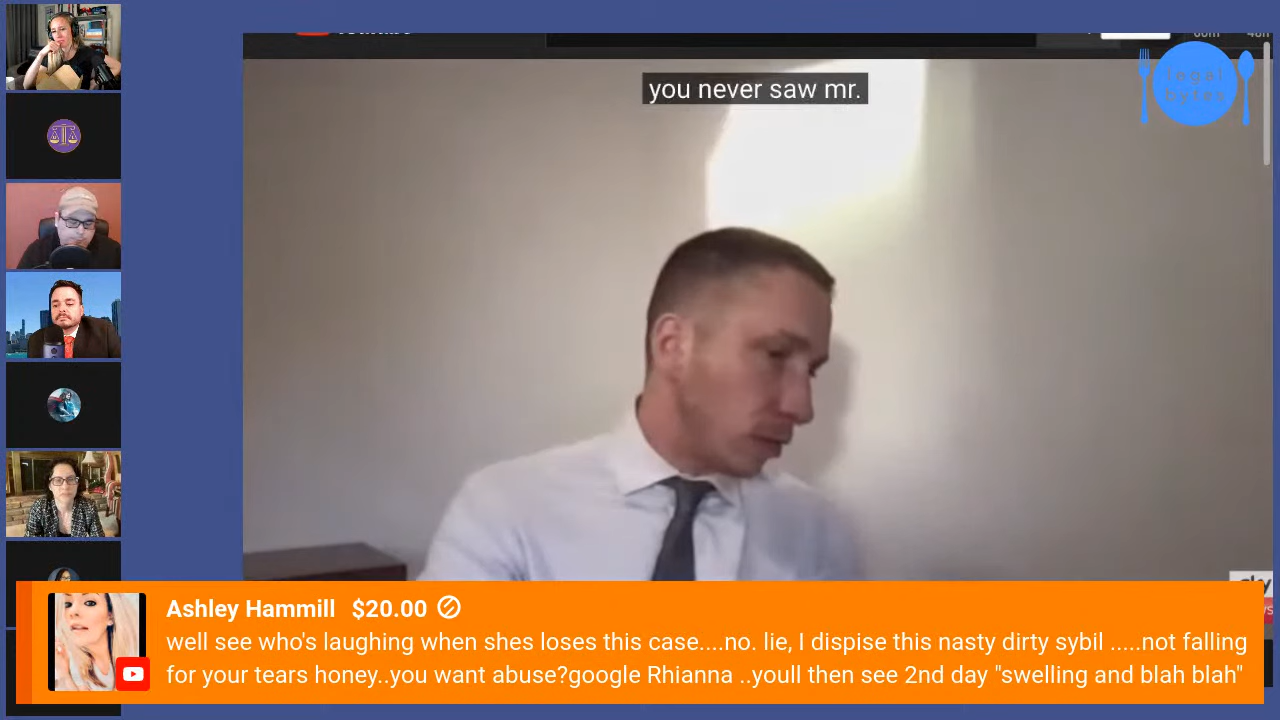 you never saw mr.
legal
bytes
Ashley Hammill $20.00
well see who's laughing when shes loses this case....no. lie, I dispise this nasty dirty sybil .....not falling
for your tears honey..you want abuse?google Rhianna ..youll then see 2nd day "swelling and blah blah"